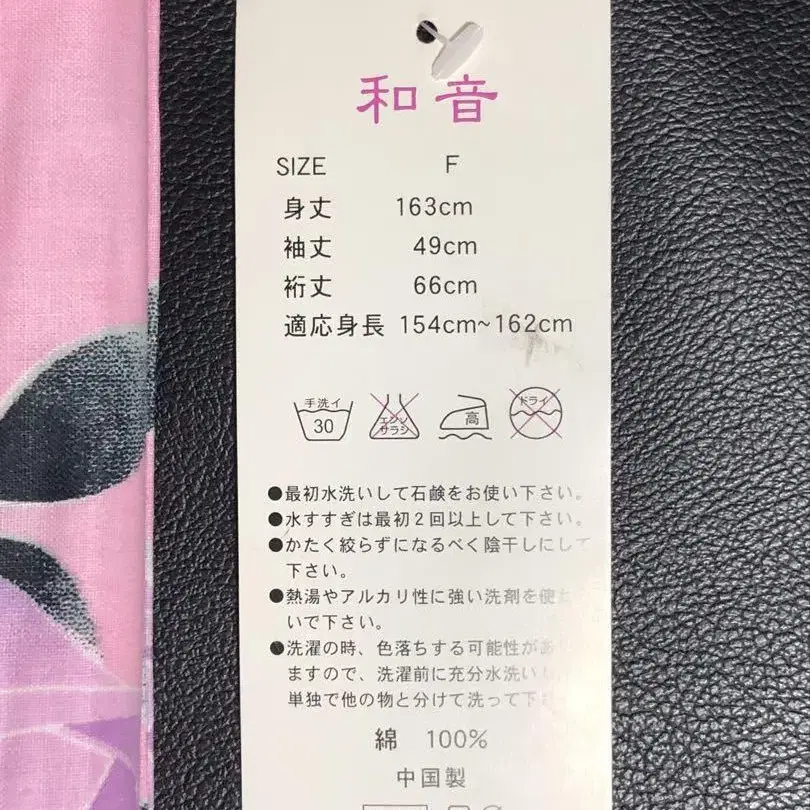 和音
SIZE F
身丈 163cm
袖丈 49cm
裄丈 66cm
適応身長 154cm~162cm
手洗イ
30
エンソ
サラシ
高
ドライ
●最初水洗いして石鹸をお使い下さい。
●水すすぎは最初2回以上して下さい。
●かたく絞らずになるべく陰干しにして
下さい。
●熱湯やアルカリ性に強い洗剤を使
いで下さい。
●洗濯の時、色落ちする可能性があ
ますので、洗濯前に充分水洗い
単独で他の物と分けて洗って下
綿 100%
中国製